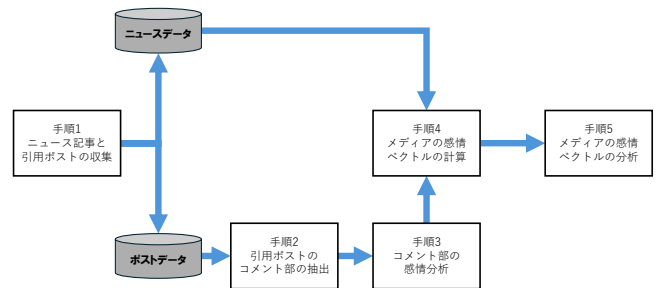 ニュースデータ
手順1
ニュース記事と
引用ポストの収集
手順4
メディアの感情
ベクトルの計算
手順5
メディアの感情
ベクトルの分析
ポストデータ
手順2
引用ポストの
コメント部の抽出
手順3
コメント部の
感情分析